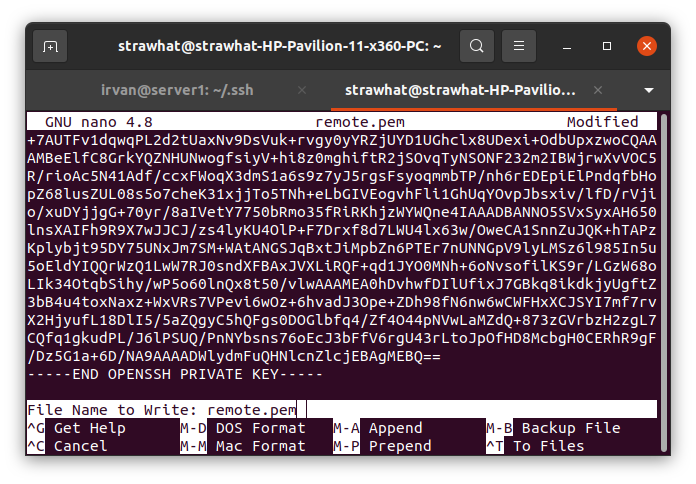 strawhat@strawhat-HP-Pavilion-11-x360-PC: ~
irvan@server1: ~/.ssh
strawhat@strawhat-HP-Pavilio...
GNU nano 4.8 remote.pem Modified
+7AUTFv1dqwqPL2d2tUaxNv9DsVuk+rvgy0yYRZjUYD1UGhclx8UDexi+OdbUpxzwoCQAA
AMBeElfC8GrkYQZNHUNwogfsiyV+hi8z0mghiftR2jSOvqTyNSONF232m2IBWjrwXvVOC5
R/rioAc5N41Adf/ccxFWoqX3dmS1a6s9z7yJ5rgsFsyoqmmbTP/nh6rEDEpiElPndqfbHo
pZ68lusZUL08s5o7cheK31xjjTo5TNh+eLbGIVEogvhFli1GhUqYOvpJbsxiv/lfD/rVji
o/xuDYjjgG+70yr/8aIVetY7750bRmo35fRiRKhjzWYWQne4IAAADBANNO5SVxSyxAH650
lnsXAIFh9R9X7wJJCJ/zs4lyKU4OlP+F7Drxf8d7LWU4lx63w/OweCA1SnnZuJQK+hTAPz
Kplybjt95DY75UNxJm7SM+WAtANGSJqBxtJiMpbZn6PTEr7nUNNGpV9lyLMSz6l985In5u
5oEldYIQQrWzQ1LwW7RJ0sndXFBAxJVXLiRQF+qd1JYO0MNh+6oNvsofilKS9r/LGzW68o
LIk34OtqbSihy/wP5o60lnQx8t50/vlwAAAMEA0hDvhwfDIlUfixJ7GBkq8ikdkjyUgftZ
3bB4u4toxNaxz+WxVRs7VPevi6wOz+6hvadJ3Ope+ZDh98fN6nw6wCWFHxXCJSYI7mf7rv
X2HjyufL18DlI5/5aZQgyC5hQFgs0DOGlbfq4/Zf4O44pNVwLaMZdQ+873zGVrbzH2zgL7
CQfq1gkudPL/J6lPSUQ/PnNYbsns76oEcJ3bFfV6rgU43rLtoJpOfHD8McbgH0CERhR9gF
/Dz5G1a+6D/NA9AAAADWlydmFuQHNlcnZlcjEBAgMEBQ==
-----END OPENSSH PRIVATE KEY-----
File Name to Write: remote.pem
^G Get Help M-D DOS Format M-A Append M-B Backup File
^C Cancel M-M Mac Format M-P Prepend ^T To Files